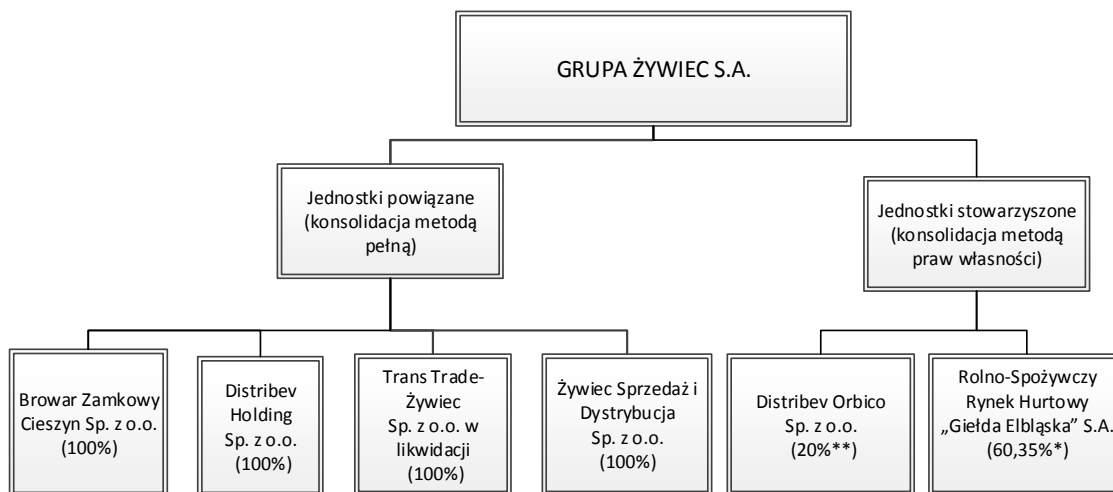 GRUPA ŻYWIEC S.A.
Jednostki powiązane
(konsolidacja metodą
pełną)
Jednostki stowarzyszone
(konsolidacja metodą
praw własności)
Browar Zamkowy
Cieszyn Sp. z o.o.
(100%)
Distribev
Holding
Sp. z o.o.
(100%)
Trans Trade-
Żywiec
Sp. z o.o. w
likwidacji
(100%)
Żywiec Sprzedaż i
Dystrybucja
Sp. z o.o.
(100%)
Distribev Orbico
Sp. z o.o.
(20%**)
Rolno-Spożywczy
Rynek Hurtowy
„Giełda Elbląska” S.A.
(60,35%*)